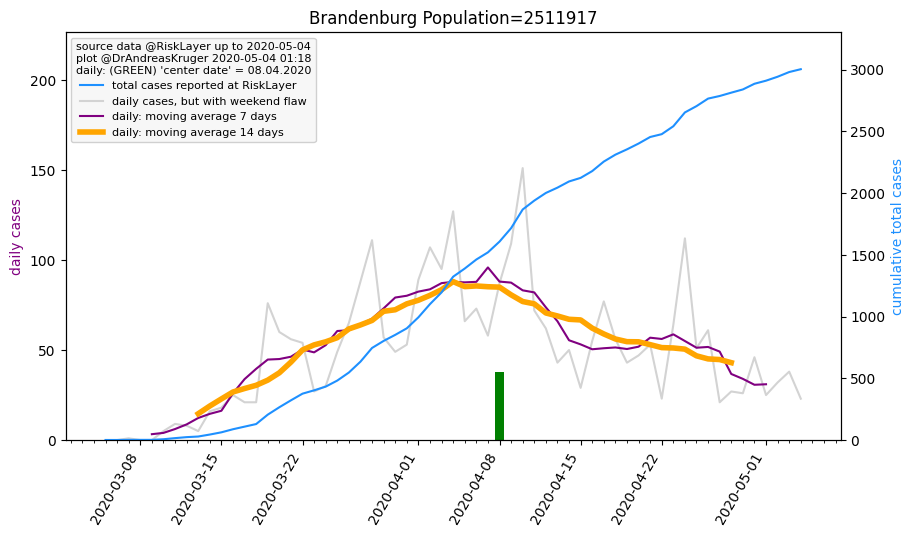 Brandenburg Population=2511917
source data @RiskLayer up to 2020-05-04
plot @DrAndreasKruger 2020-05-04 01:18
daily: (GREEN) 'center date' = 08.04.2020
total cases reported at RiskLayer
daily cases, but with weekend flaw
daily: moving average 7 days
daily: moving average 14 days
daily cases
200
150
100
50
0
cumulative total cases
3000
2500
2000
1500
1000
500
0
2020-03-08
2020-03-15
2020-03-22
2020-04-01
2020-04-08
2020-04-15
2020-04-22
2020-05-01